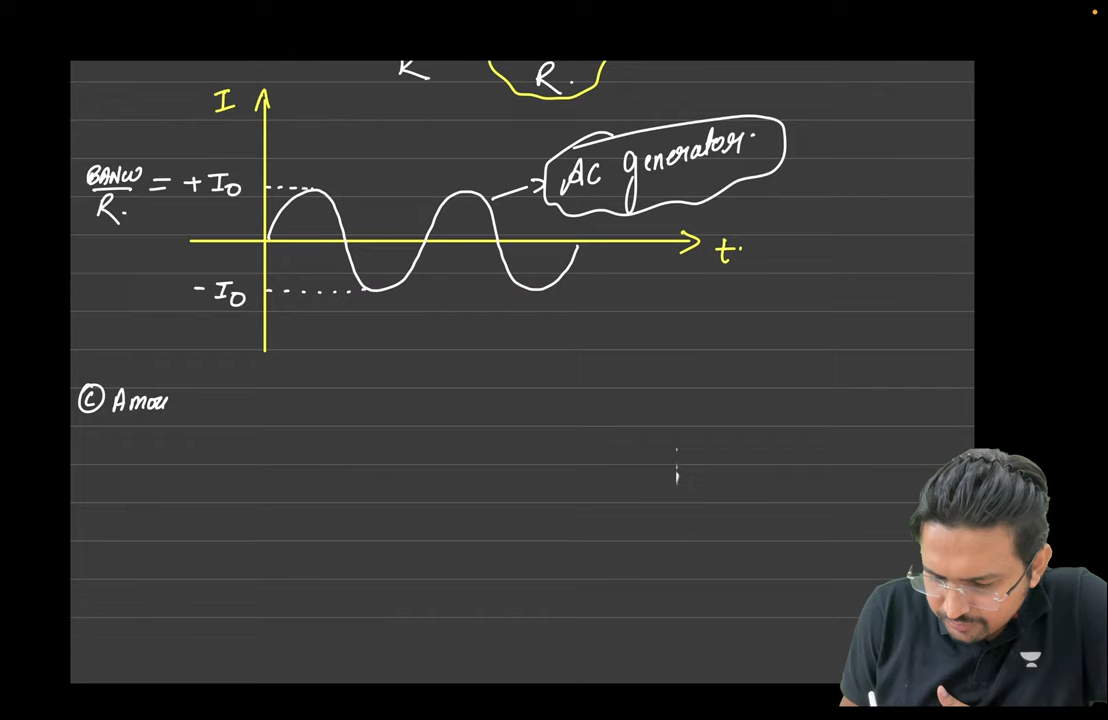 K R.
I
BANω/R. = + I0
AC generator.
t.
- I0
(c) Amou